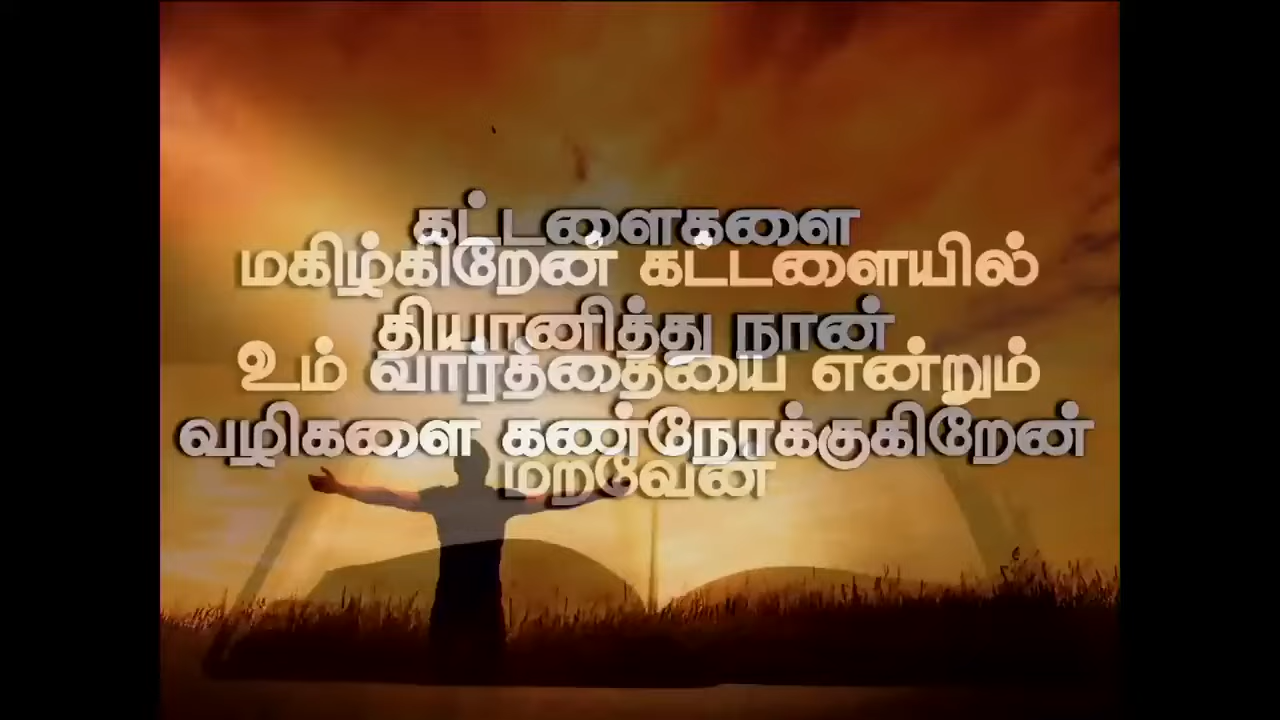 கட்டளைகளை
மகிழ்கிறேன் கட்டளையில்
தியானித்து நான்
உம் வார்த்தையை என்றும்
வழிகளை கண்நோக்குகிறேன்
மறவேன்